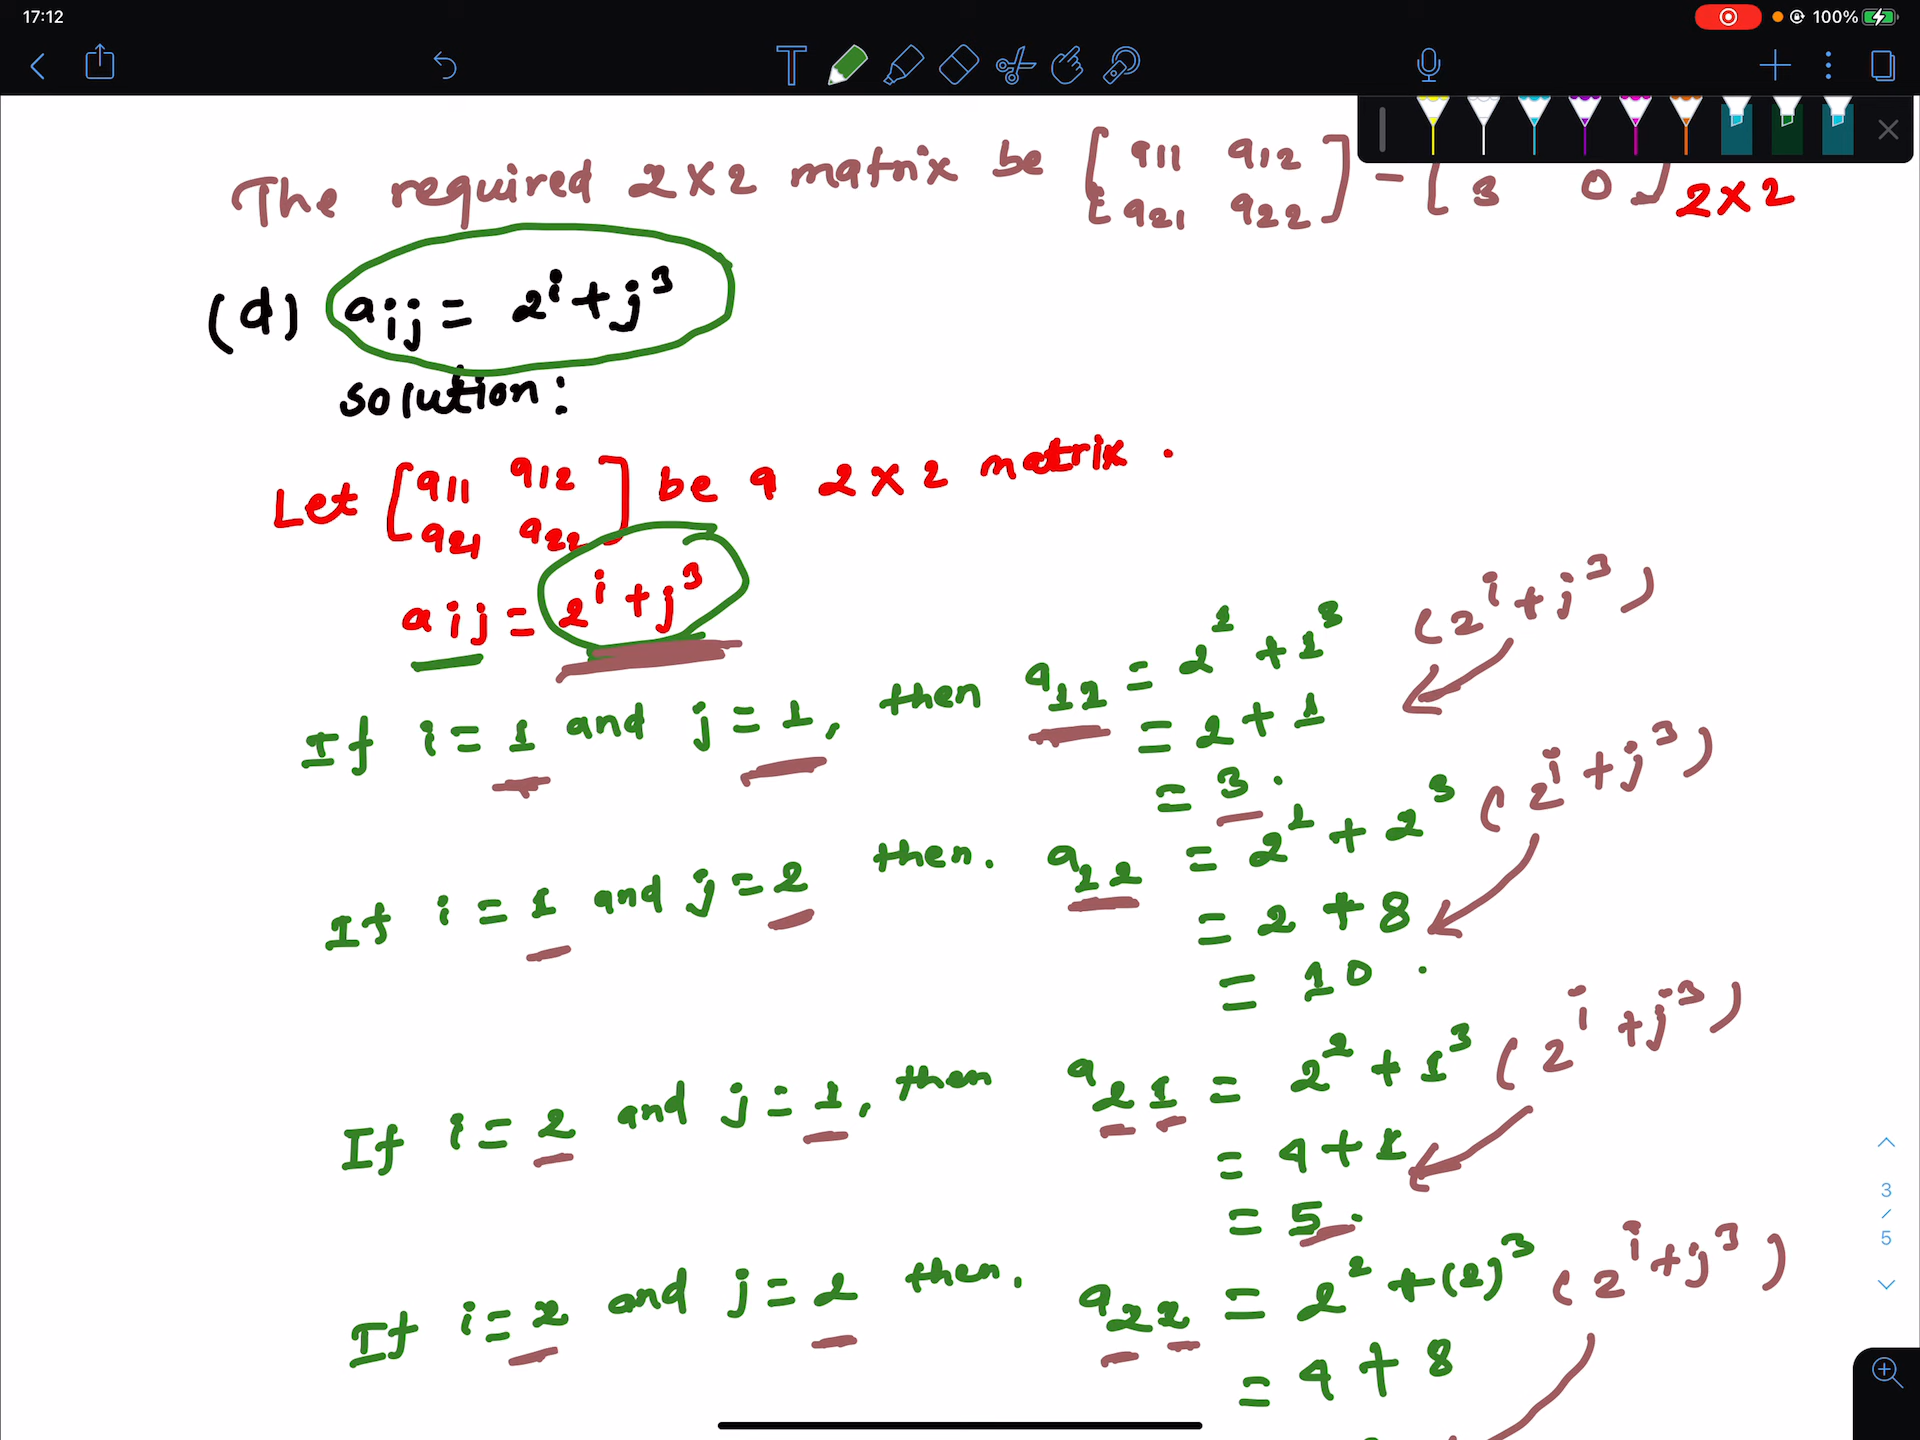 17:12
100%
The required 2×2 matrix be [a11 a12 a21 a22] = [3 0] 2×2
(d) aij = 2^i + j^3
solution:
Let [a11 a12 a21 a22] be a 2×2 matrix.
aij = 2^i + j^3
If i = 1 and j = 1, then a11 = 2^1 + 1^3 (2^i + j^3)
= 2 + 1
= 3.
If i = 1 and j = 2 then. a12 = 2^1 + 2^3 (2^i + j^3)
= 2 + 8
= 10.
If i = 2 and j = 1, then a21 = 2^2 + 1^3 (2^i + j^3)
= 4 + 1
= 5.
If i = 2 and j = 2 then. a22 = 2^2 + (2)^3 (2^i + j^3)
= 4 + 8
3 / 5